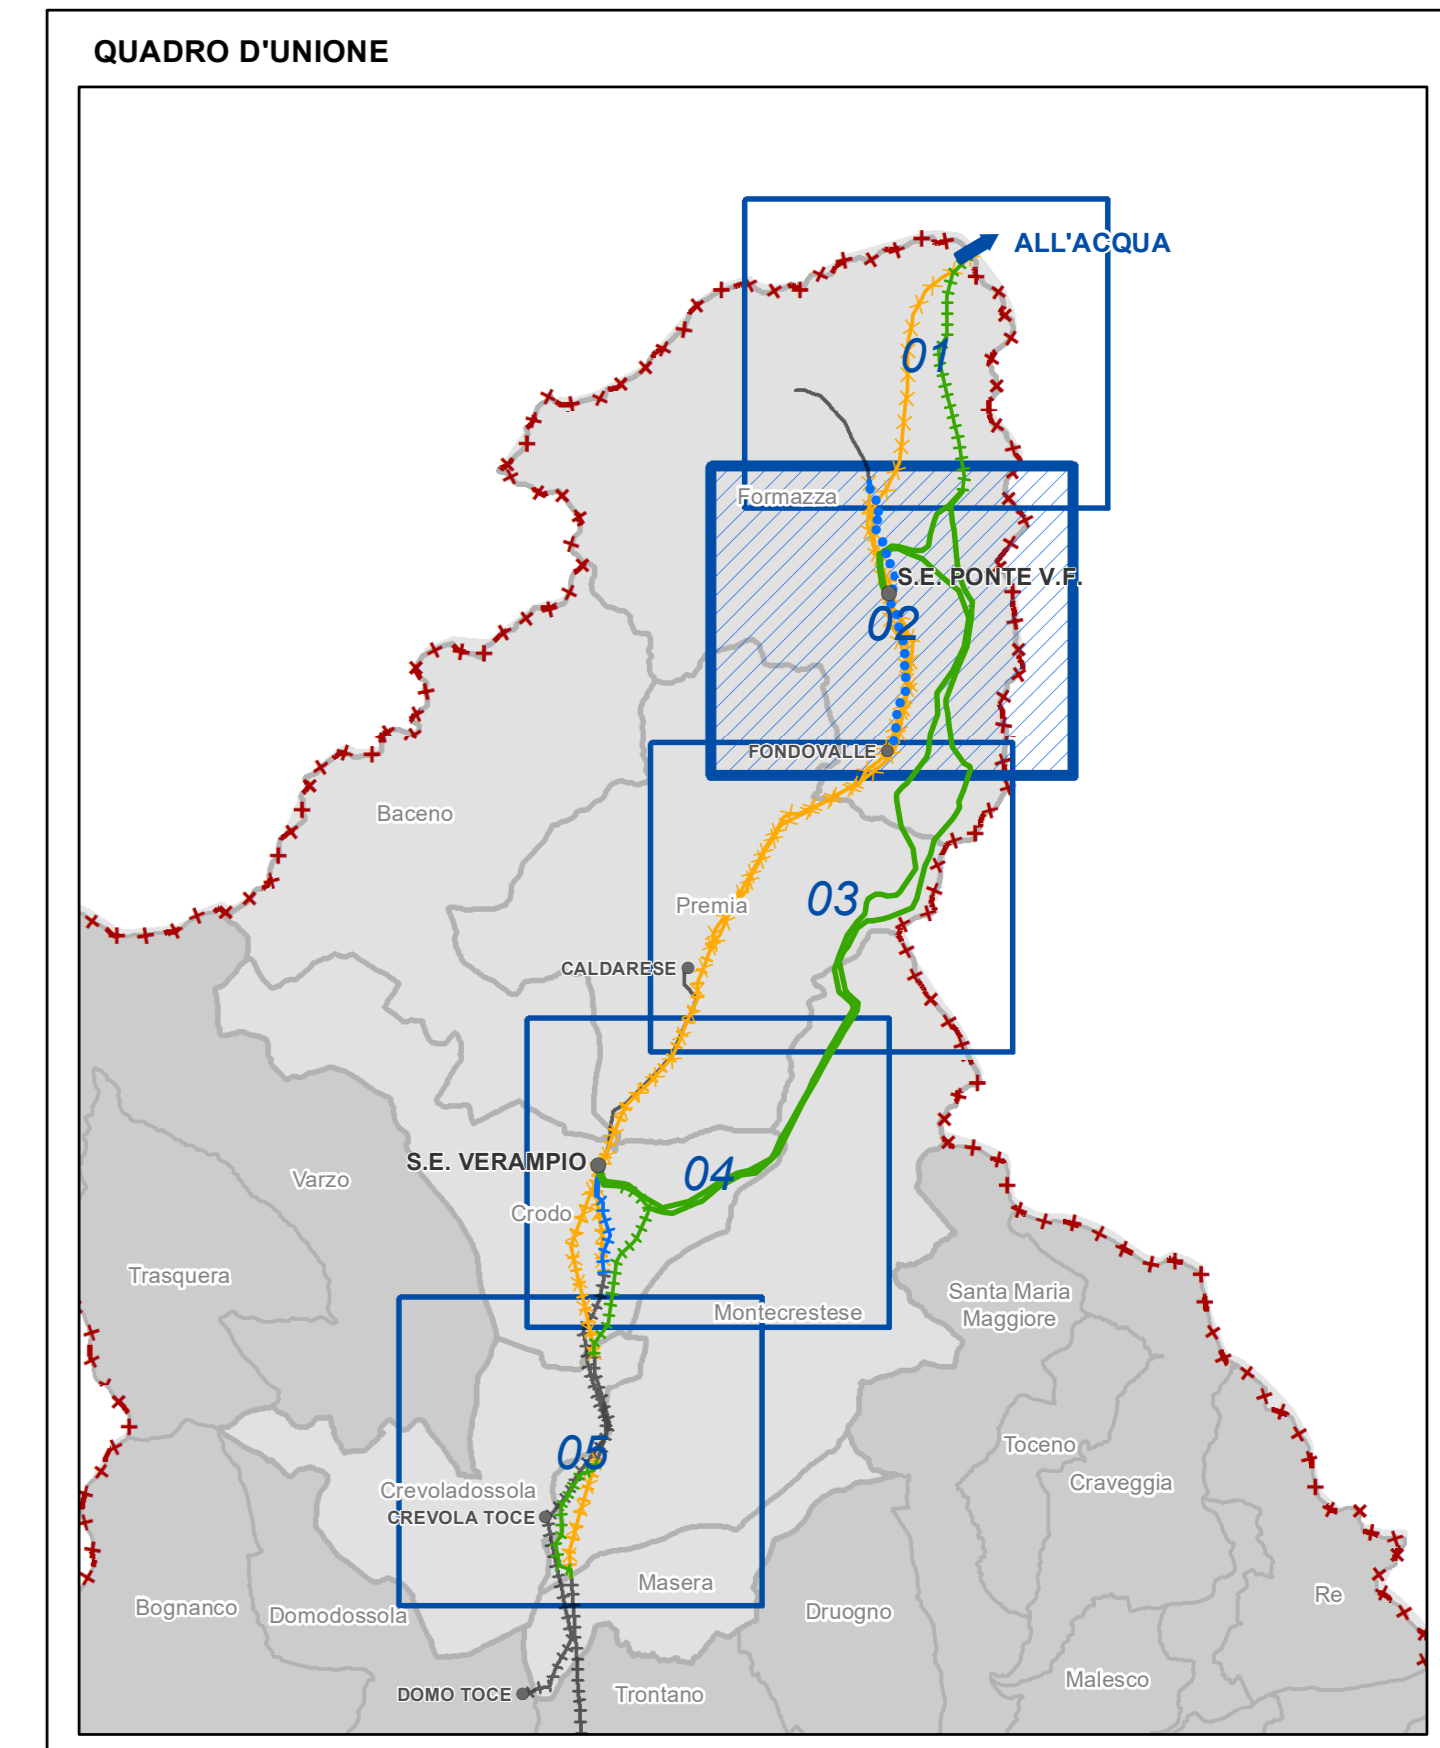 QUADRO D'UNIONE
ALL'ACQUA
01
Formazza
S.E. PONTE V.F.
02
FONDOVALLE
Baceno
03
Premia
CALDARESE
S.E. VERAMPIO
04
Varzo
Crodo
Trasquera
Santa Maria
Maggiore
Montecrestese
Toceno
05
Craveggia
Crevoladossola
CREVOLA TOCE
Masera
Re
Bognanco
Domodossola
Druogno
Malesco
DOMO TOCE
Trontano